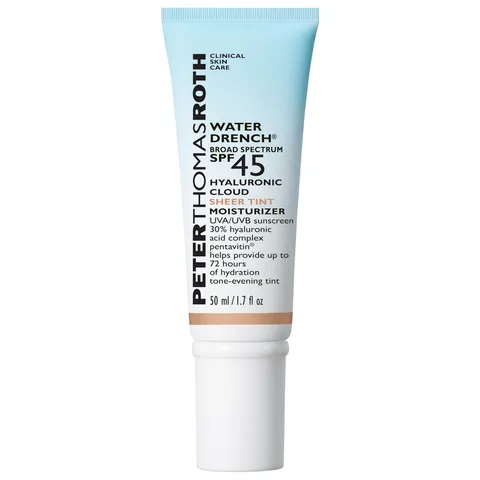 CLINICAL
SKIN
CARE
PETERTHOMASROTH
WATER
DRENCH®
BROAD SPECTRUM
SPF 45
HYALURONIC
CLOUD
SHEER TINT
MOISTURIZER
UVA/UVB sunscreen
30% hyaluronic
acid complex
pentavitin®
helps provide up to
72 hours
of hydration
tone-evening tint
50 ml/1.7 fl oz